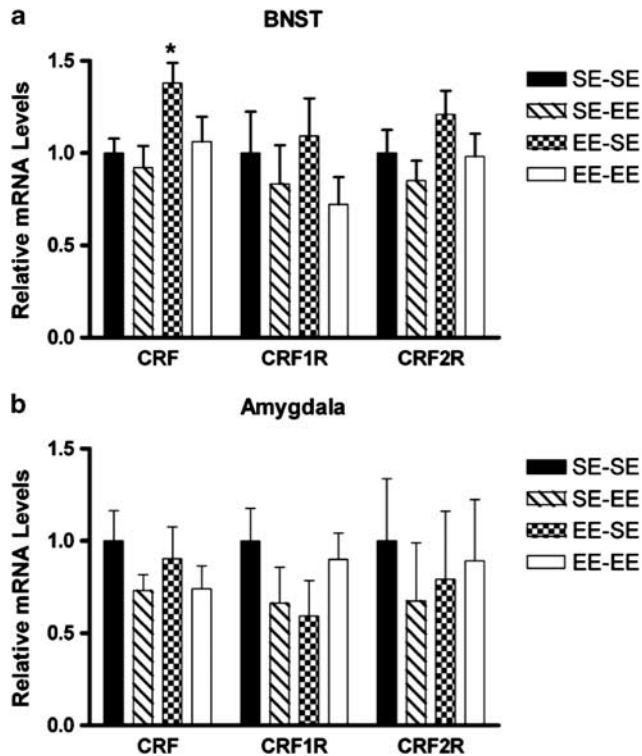 a
BNST
Relative mRNA Levels
1.5
1.0
0.5
0.0
*
CRF
CRF1R
CRF2R
SE-SE
SE-EE
EE-SE
EE-EE
b
Amygdala
Relative mRNA Levels
1.5
1.0
0.5
0.0
CRF
CRF1R
CRF2R
SE-SE
SE-EE
EE-SE
EE-EE